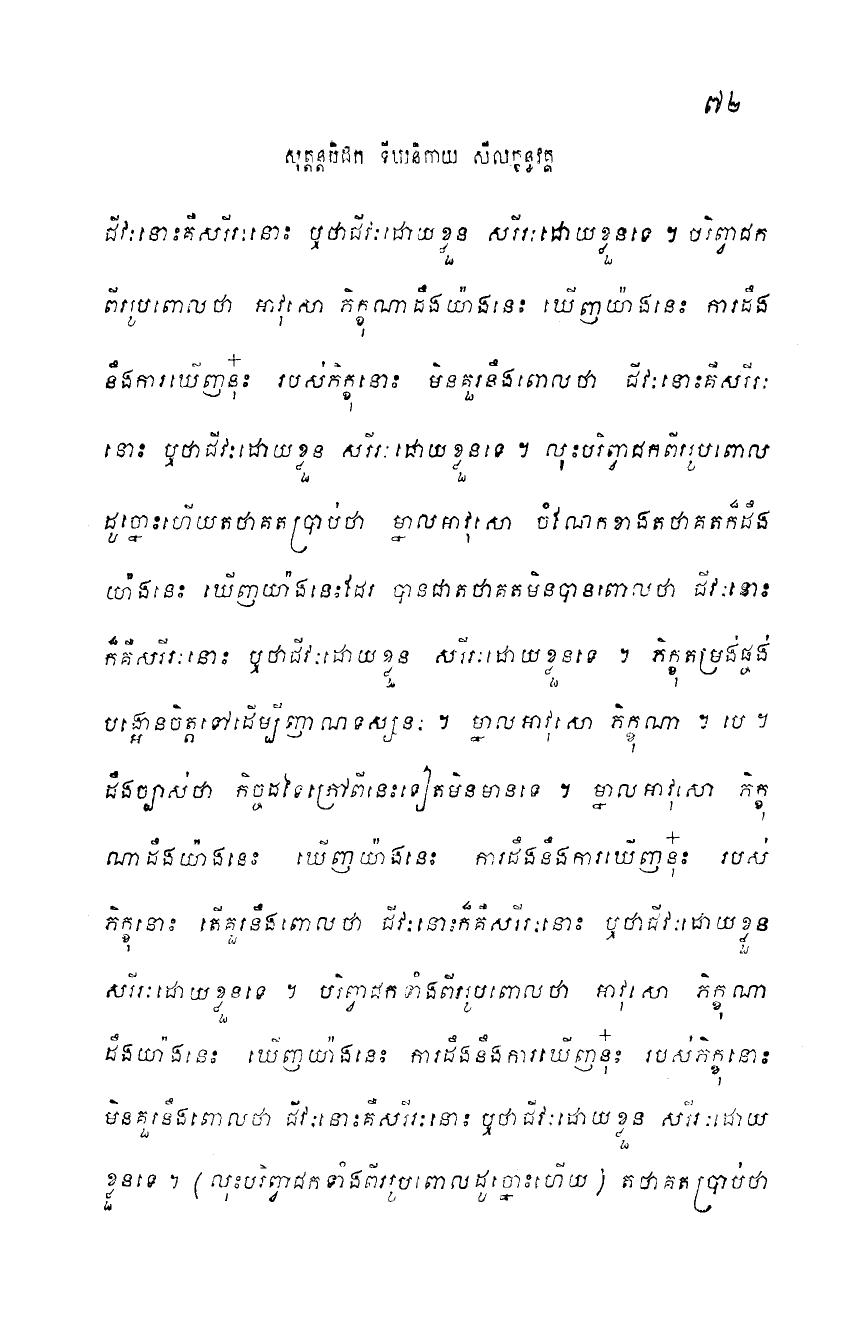 ៧២
សុត្តន្តបិដក ទីឃនិកាយ សីលក្ខន្ធវគ្គ
ជីវៈនោះគឺសរីរៈនោះ ឬថាជីវៈដោយខ្លួន សរីរៈដោយខ្លួនទេ ។ បរិព្វាជក
ពីររូបពោលថា អាវុសោ ភិក្ខុណាដឹងយ៉ាងនេះ ឃើញយ៉ាងនេះ ការដឹង
នឹងការឃើញនុ៎ះ របស់ភិក្ខុនោះ មិនគួរនឹងពោលថា ជីវៈនោះគឺសរីរៈ
នោះ ឬថាជីវៈដោយខ្លួន សរីរៈដោយខ្លួនទេ ។ លុះបរិព្វាជកពីររូបពោល
ដូច្នោះហើយតថាគតប្រាប់ថា ម្នាលអាវុសោ ចំណែកខាងតថាគតក៏ដឹង
យ៉ាងនេះ ឃើញយ៉ាងនេះដែរ បានជាតថាគតមិនបានពោលថា ជីវៈនោះ
ក៏គឺសរីរៈនោះ ឬថាជីវៈដោយខ្លួន សរីរៈដោយខ្លួនទេ ។ ភិក្ខុតម្រង់ផ្ចង់
បង្អោនចិត្តទៅដើម្បីញាណទស្សនៈ ។ ម្នាលអាវុសោ ភិក្ខុណា ។ បេ ។
ដឹងច្បាស់ថា កិច្ចដទៃក្រៅពីនេះទៀតមិនមានទេ ។ ម្នាលអាវុសោ ភិក្ខុ
ណាដឹងយ៉ាងនេះ ឃើញយ៉ាងនេះ ការដឹងនឹងការឃើញនុ៎ះ របស់
ភិក្ខុនោះ តើគួរនឹងពោលថា ជីវៈនោះក៏គឺសរីរៈនោះ ឬថាជីវៈដោយខ្លួន
សរីរៈដោយខ្លួនទេ ។ បរិព្វាជកទាំងពីររូបពោលថា អាវុសោ ភិក្ខុណា
ដឹងយ៉ាងនេះ ឃើញយ៉ាងនេះ ការដឹងនឹងការឃើញនុ៎ះ របស់ភិក្ខុនោះ
មិនគួរនឹងពោលថា ជីវៈនោះគឺសរីរៈនោះ ឬថាជីវៈដោយខ្លួន សរីរៈដោយ
ខ្លួនទេ ។ (លុះបរិព្វាជកទាំងពីររូបពោលដូច្នោះហើយ) តថាគតប្រាប់ថា